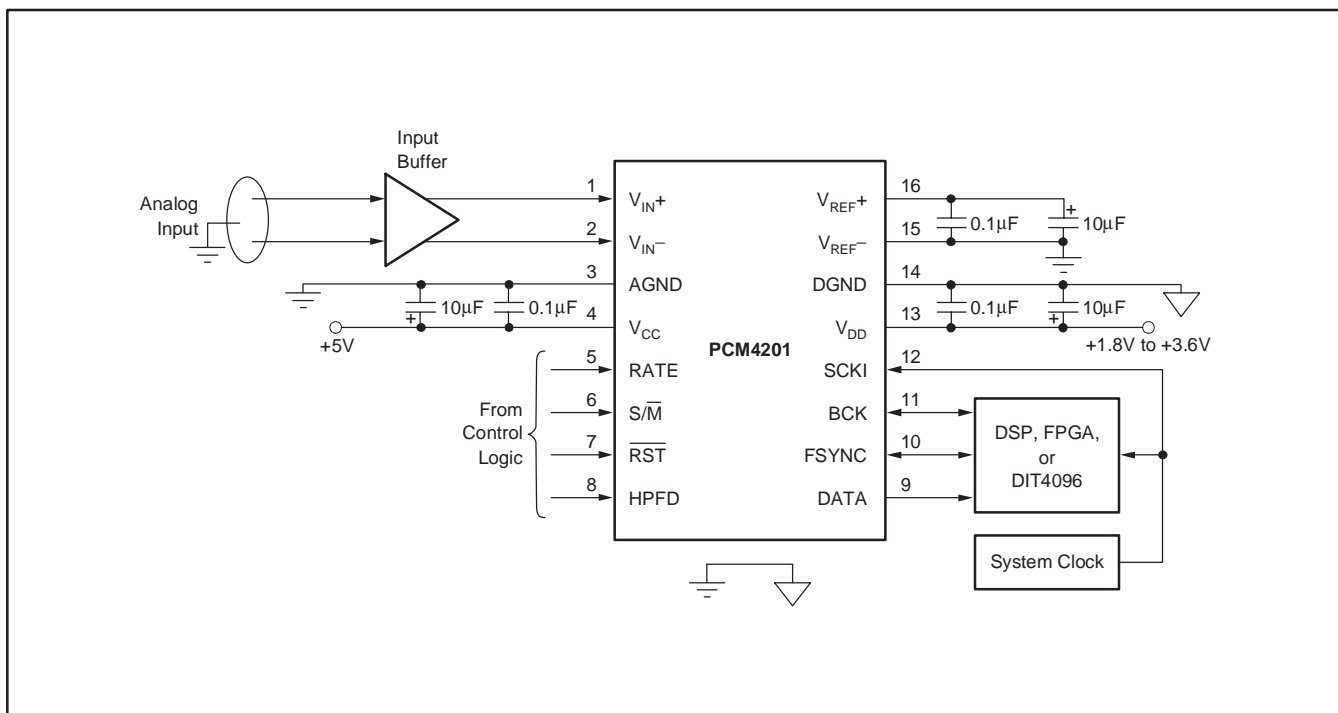 Input
Buffer
Analog
Input
1
VIN+
2
VIN−
3
AGND
10μF
0.1μF
4
VCC
+5V
5
RATE
6
S/M̅
7
R̅S̅T̅
8
HPFD
From
Control
Logic
PCM4201
16
VREF+
0.1μF
+
10μF
15
VREF−
14
DGND
0.1μF
+
10μF
13
VDD
+1.8V to +3.6V
12
SCKI
11
BCK
10
FSYNC
9
DATA
DSP, FPGA,
or
DIT4096
System Clock
+